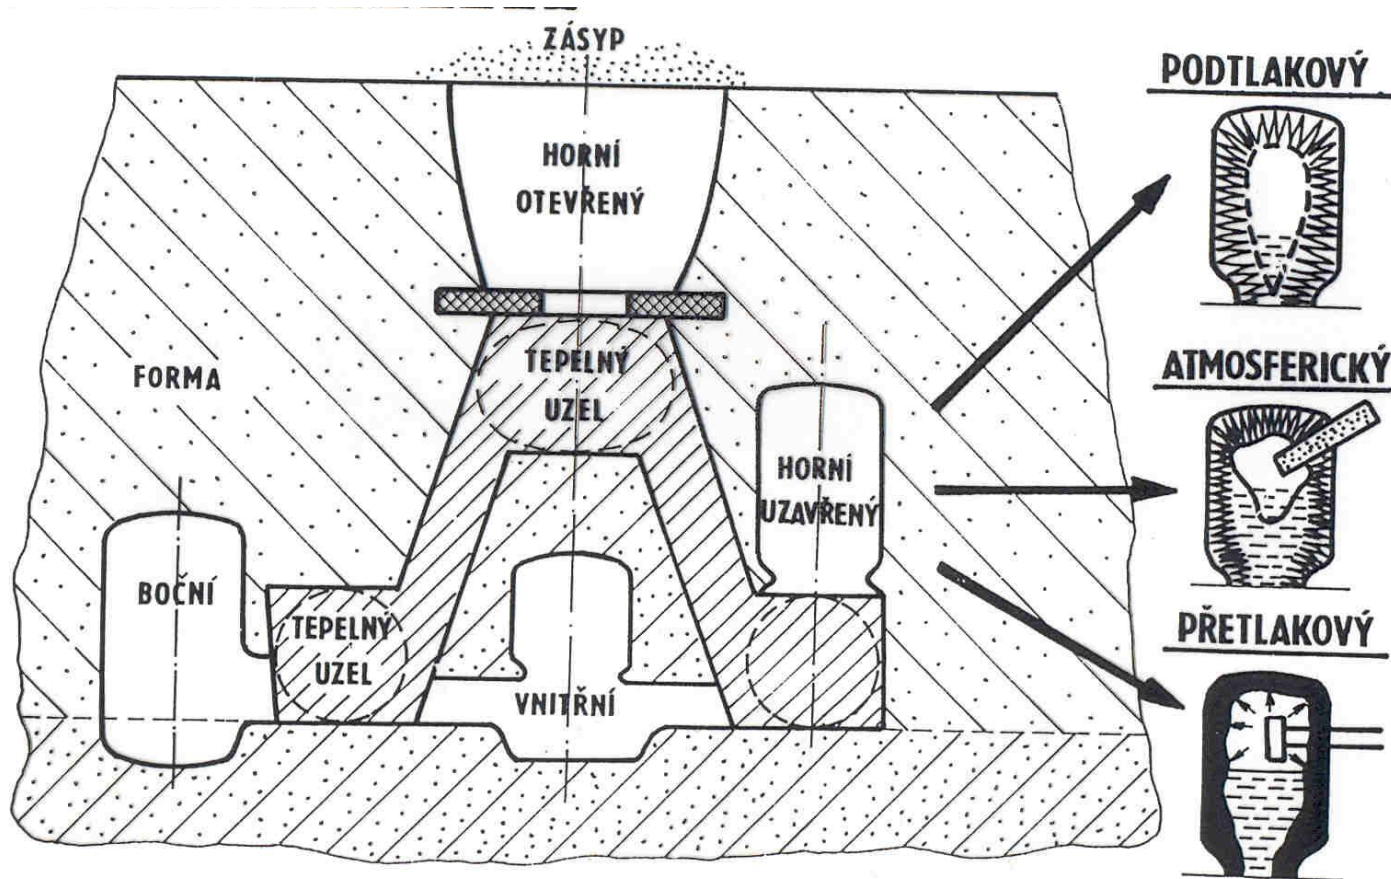 ZÁSYP
HORNÍ
OTEVŘENÝ
FORMA
TEPELNÝ
UZEL
HORNÍ
UZAVŘENÝ
BOČNÍ
TEPELNÝ
UZEL
VNITŘNÍ
PODTLAKOVÝ
ATMOSFERICKÝ
PŘETLAKOVÝ